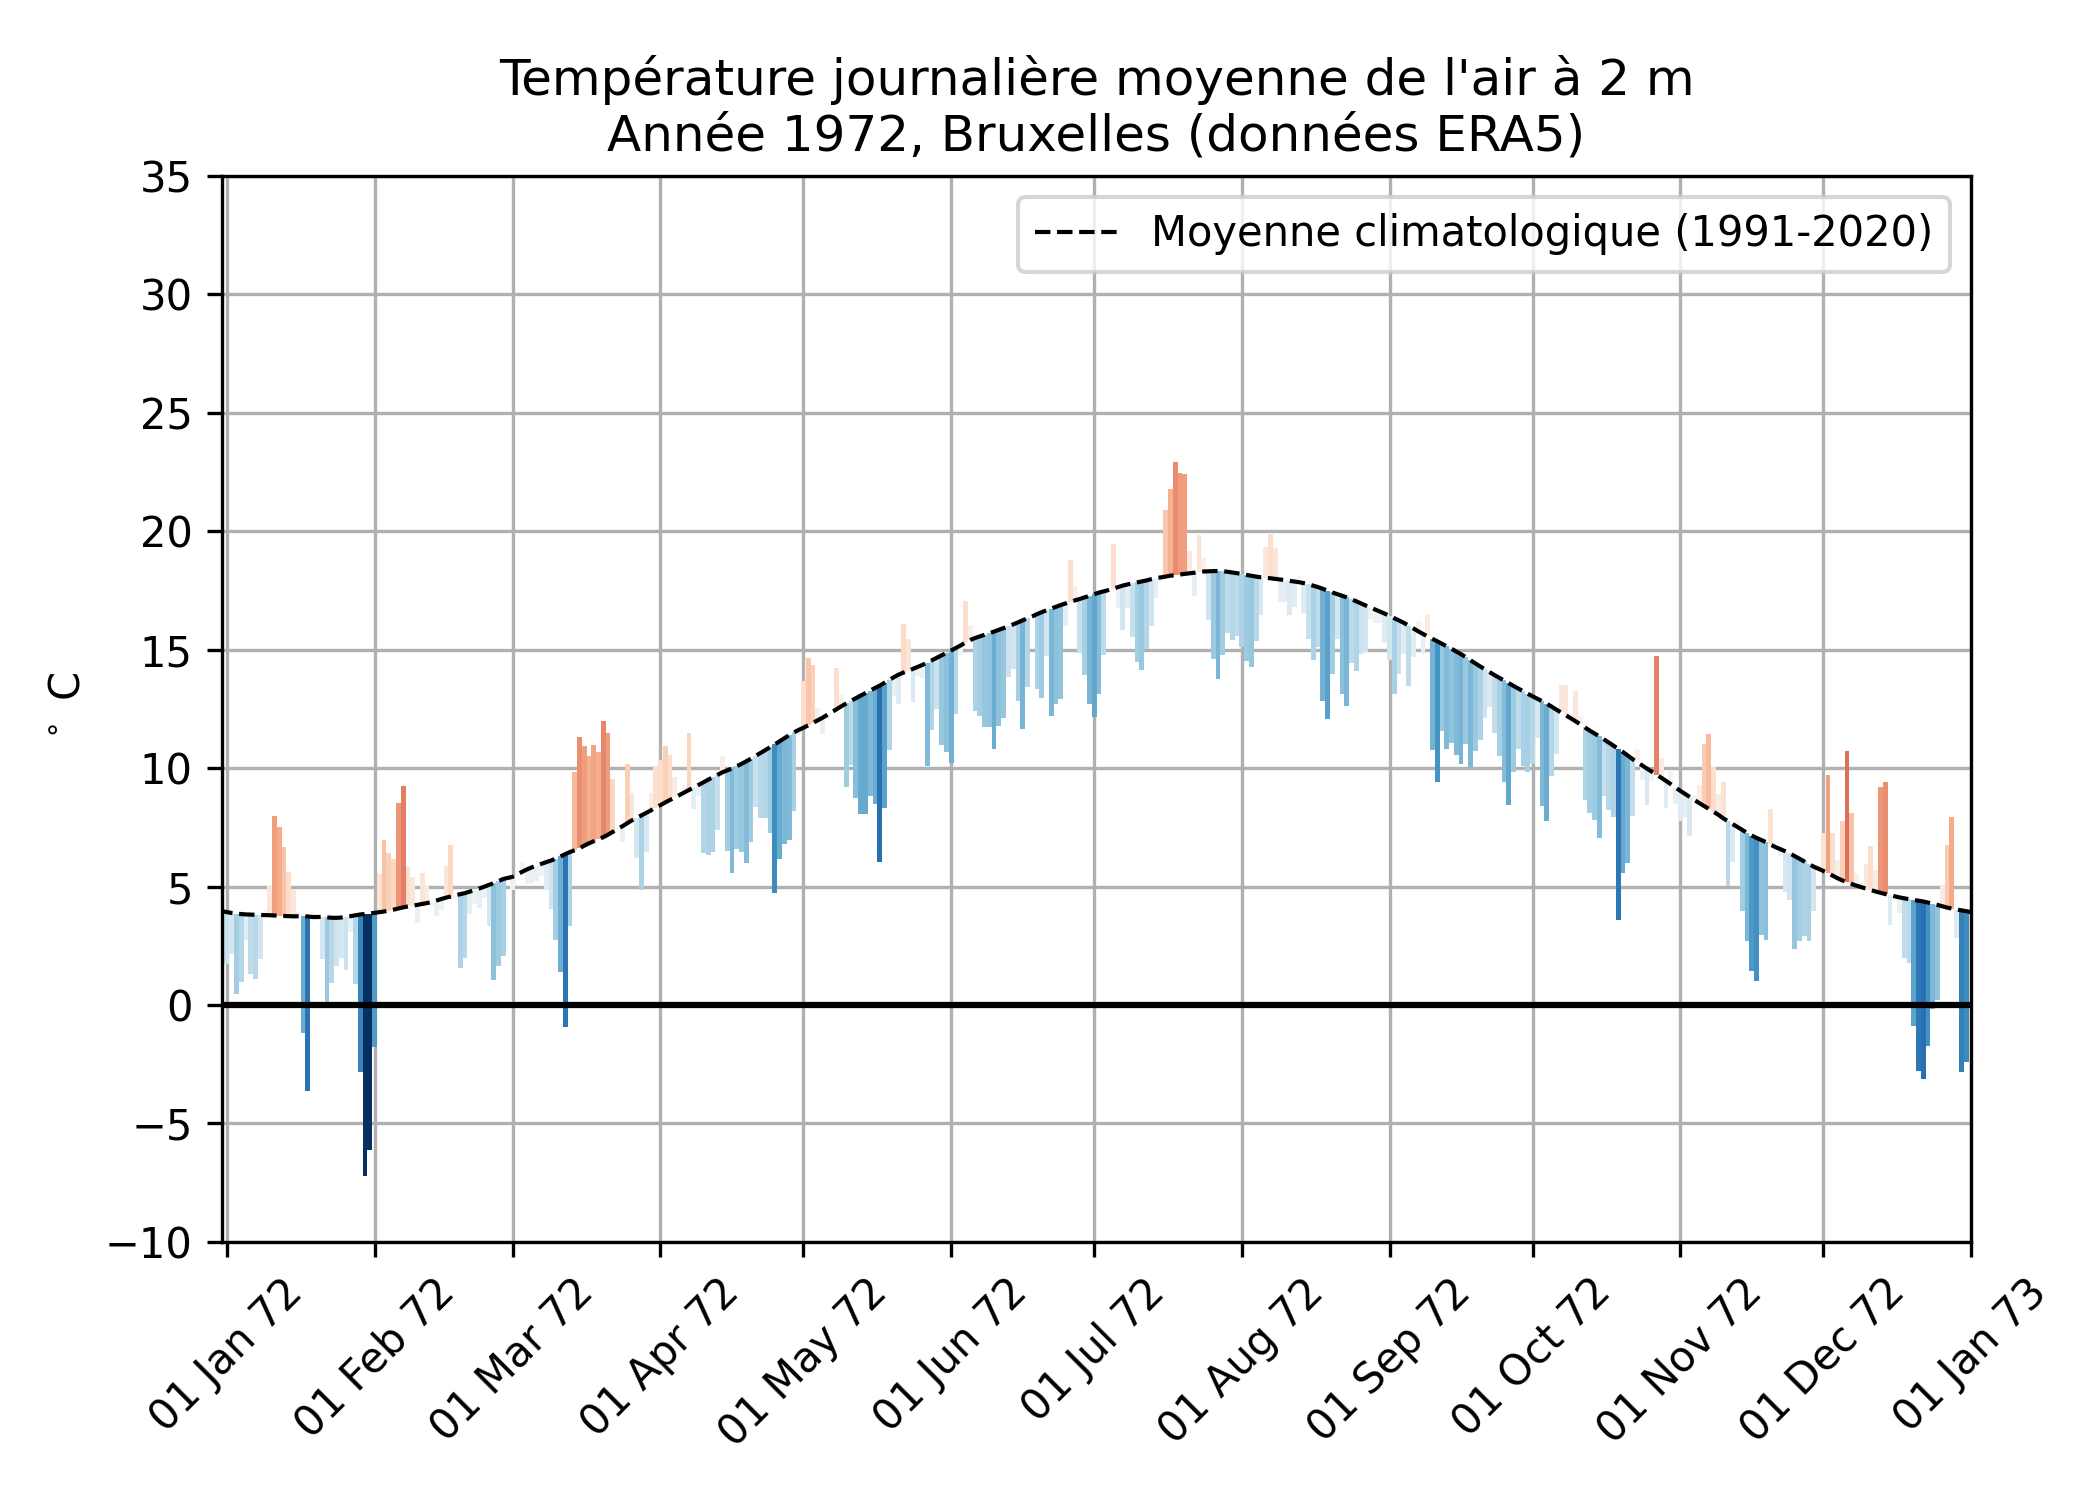 Température journalière moyenne de l'air à 2 m
Année 1972, Bruxelles (données ERA5)
Moyenne climatologique (1991-2020)
° C
35
30
25
20
15
10
5
0
−5
−10
01 Jan 72
01 Feb 72
01 Mar 72
01 Apr 72
01 May 72
01 Jun 72
01 Jul 72
01 Aug 72
01 Sep 72
01 Oct 72
01 Nov 72
01 Dec 72
01 Jan 73